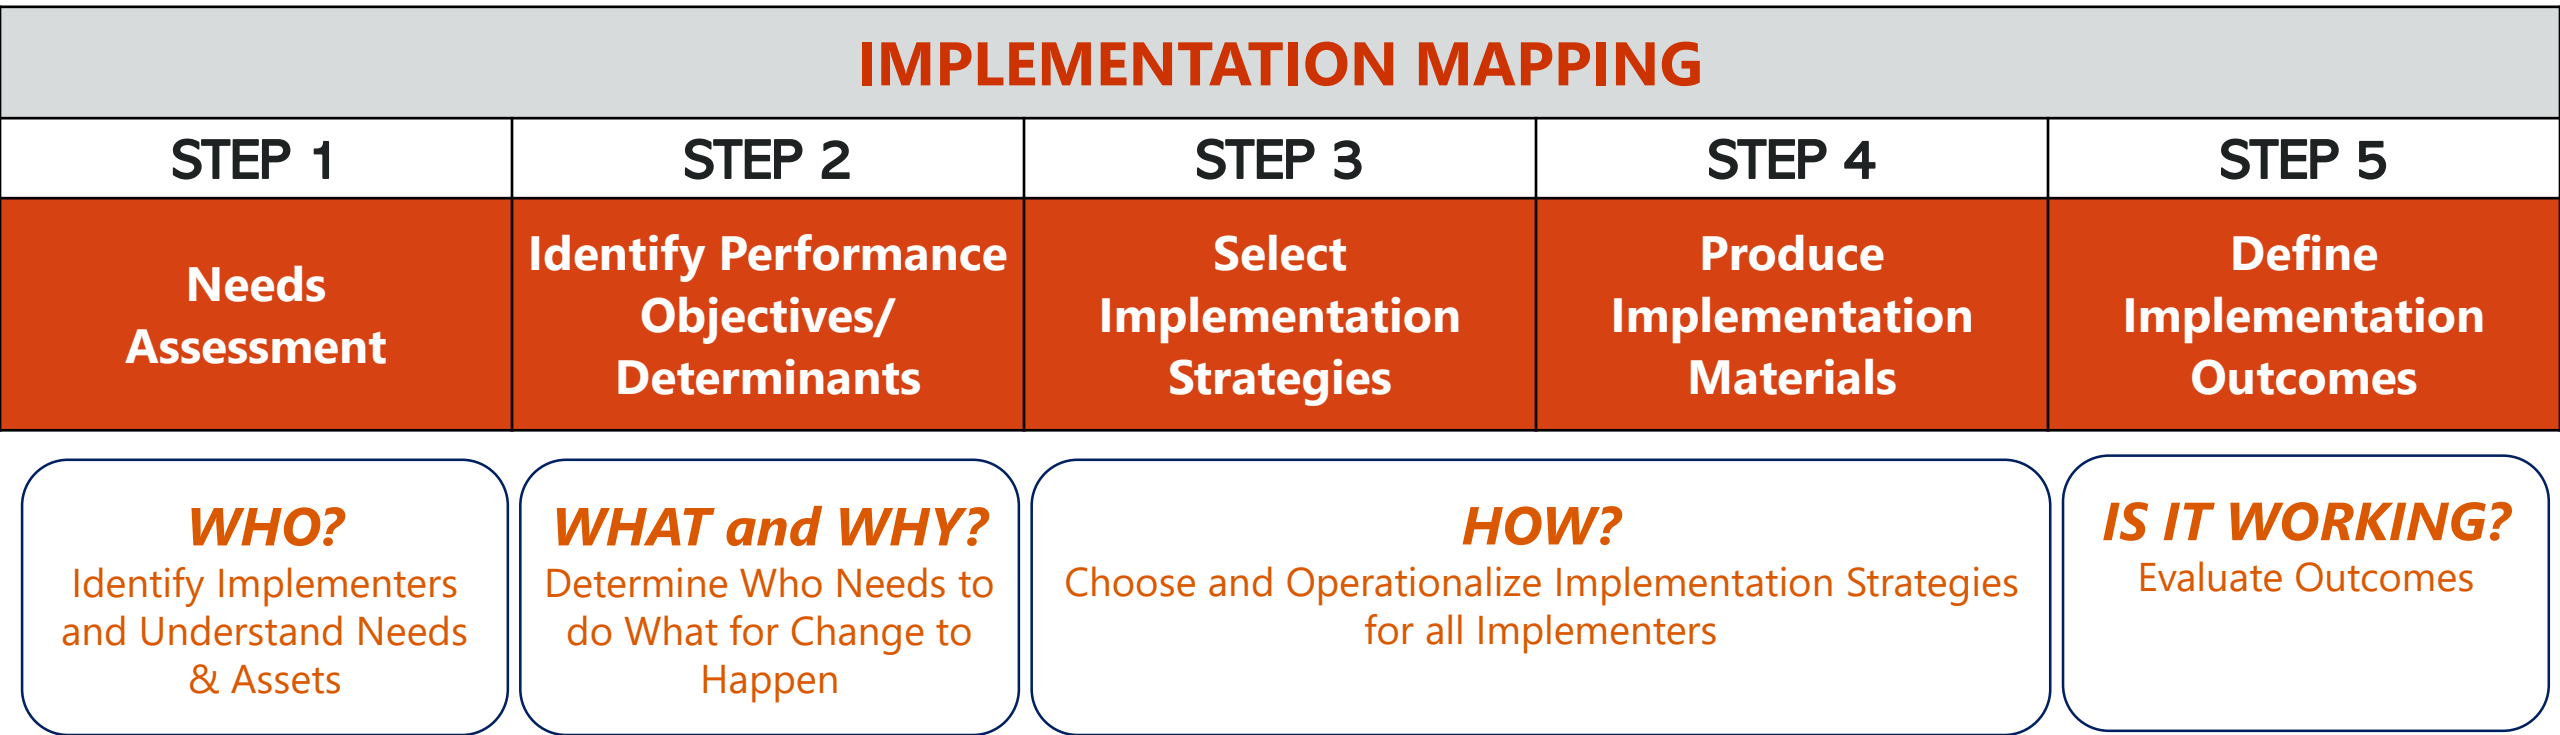 IMPLEMENTATION MAPPING
STEP 1
STEP 2
STEP 3
STEP 4
STEP 5
Needs
Assessment
Identify Performance
Objectives/
Determinants
Select
Implementation
Strategies
Produce
Implementation
Materials
Define
Implementation
Outcomes
WHO?
Identify Implementers
and Understand Needs
& Assets
WHAT and WHY?
Determine Who Needs to
do What for Change to
Happen
HOW?
Choose and Operationalize Implementation Strategies
for all Implementers
IS IT WORKING?
Evaluate Outcomes